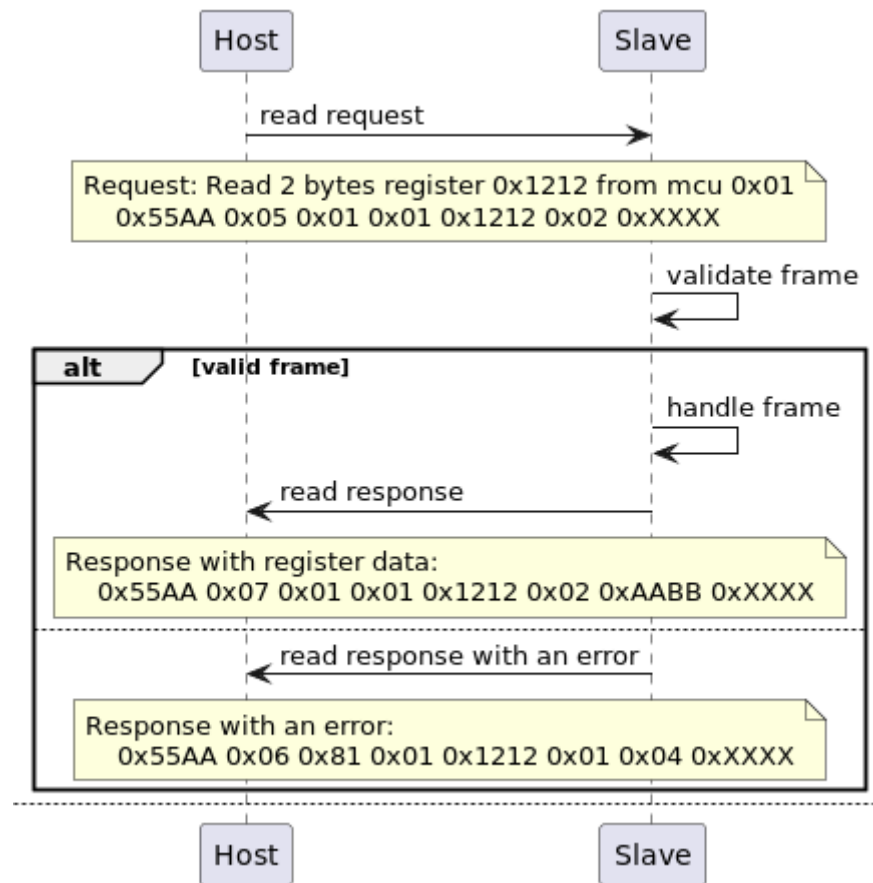 Host Slave
read request
Request: Read 2 bytes register 0x1212 from mcu 0x01
0x55AA 0x05 0x01 0x01 0x1212 0x02 0xXXXX
validate frame
alt [valid frame]
handle frame
read response
Response with register data:
0x55AA 0x07 0x01 0x01 0x1212 0x02 0xAABB 0xXXXX
read response with an error
Response with an error:
0x55AA 0x06 0x81 0x01 0x1212 0x01 0x04 0xXXXX
Host Slave